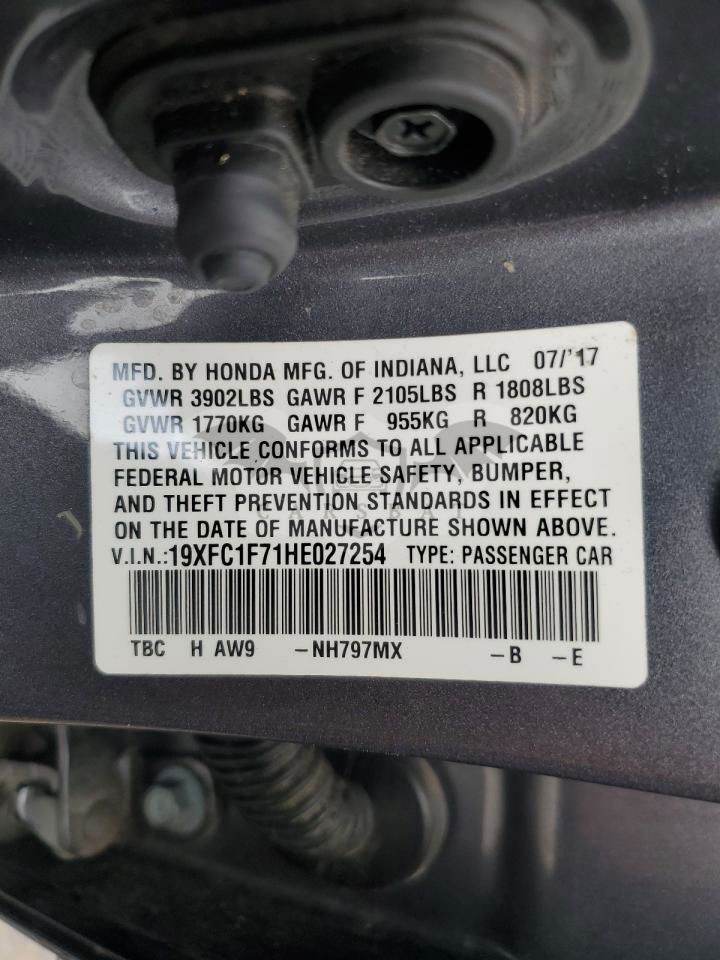 MFD. BY HONDA MFG. OF INDIANA, LLC 07/'17
GVWR 3902LBS GAWR F 2105LBS R 1808LBS
GVWR 1770KG GAWR F 955KG R 820KG
THIS VEHICLE CONFORMS TO ALL APPLICABLE
FEDERAL MOTOR VEHICLE SAFETY, BUMPER,
AND THEFT PREVENTION STANDARDS IN EFFECT
CARSBAT
ON THE DATE OF MANUFACTURE SHOWN ABOVE.
V.I.N.:19XFC1F71HE027254 TYPE: PASSENGER CAR
TBC H AW9 -NH797MX -B -E